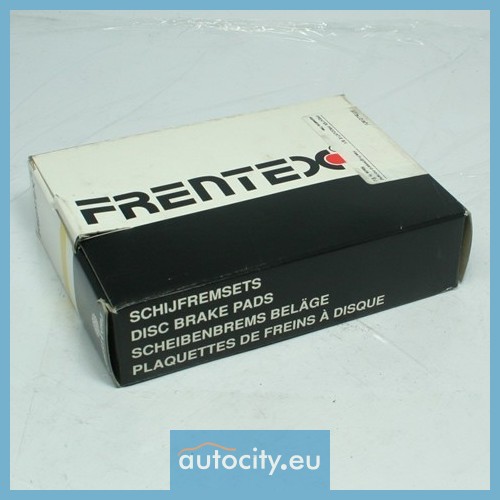 FRENTEX
SCHIJFREMSETS
DISC BRAKE PADS
SCHEIBENBREMS BELÄGE
PLAQUETTES DE FREINS À DISQUE
autocity.eu